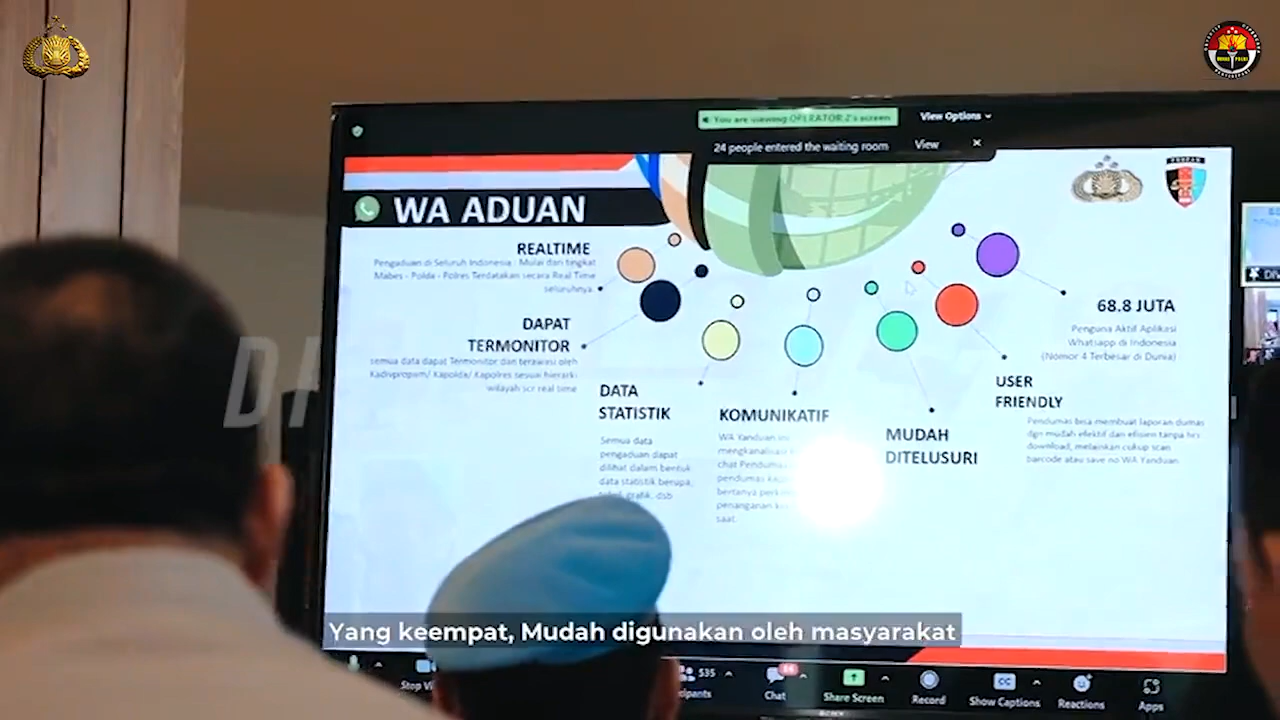 You are viewing OPERATOR 2's screen
View Options
24 people entered the waiting room
View
WA ADUAN
REALTIME
Pengaduan di Seluruh Indonesia : Mulai dari tingkat
Mabes - Polda - Polres Terdatakan secara Real Time
seluruhnya.
DAPAT
TERMONITOR
semua data dapat Termonitor dan terawasi oleh
Kadivpropam/ Kapolda/ Kapolres sesuai hierarki
wilayah scr real time
DATA
STATISTIK
Semua data
pengaduan dapat
dilihat dalam bentuk
data statistik berupa,
grafik, dsb
KOMUNIKATIF
WA Yanduan
mengkanalisasi
chat Pendumas
pendumas
bertanya
penanganan
saat.
MUDAH
DITELUSURI
USER
FRIENDLY
Pendumas bisa membuat laporan dumas
dgn mudah efektif dan efisien tanpa hrs
download, melainkan cukup scan
barcode atau save no WA Yanduan
68.8 JUTA
Penguna Aktif Aplikasi
Whatsapp di Indonesia
(Nomor 4 Terbesar di Dunia)
PROPAM
DI
Yang keempat, Mudah digunakan oleh masyarakat
Stop
535
Chat
Share Screen
Record
Show Captions
Reactions
Apps
SONY